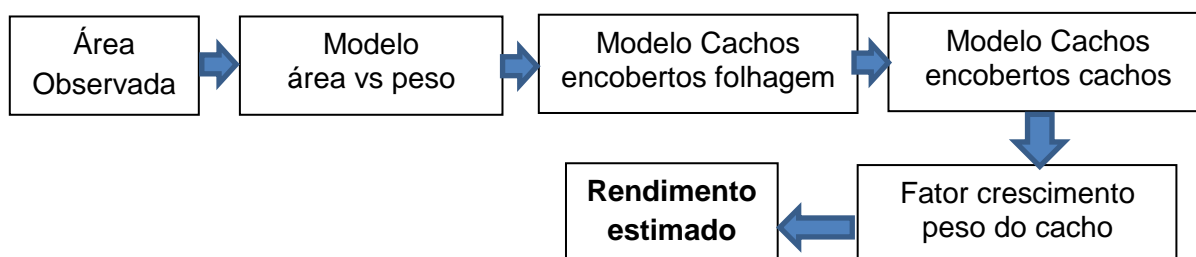 Área
Observada
Modelo
área vs peso
Modelo Cachos
encobertos folhagem
Modelo Cachos
encobertos cachos
Fator crescimento
peso do cacho
Rendimento
estimado